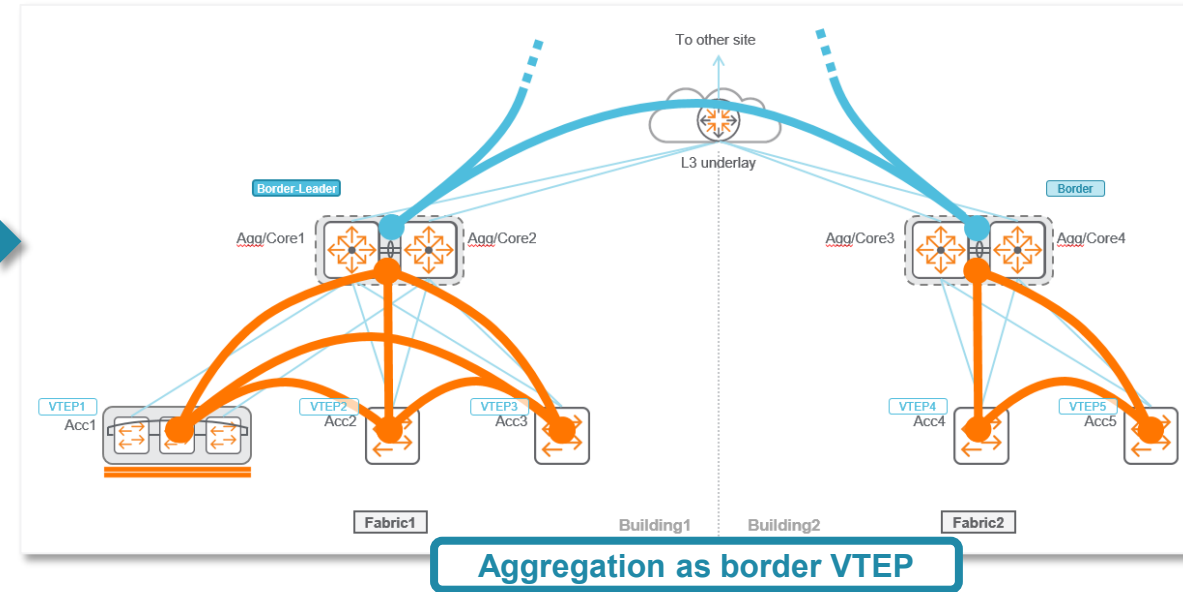 To other site
L3 underlay
Border-Leader
Border
Agg/Core1
Agg/Core2
Agg/Core3
Agg/Core4
VTEP1
Acc1
VTEP2
Acc2
VTEP3
Acc3
VTEP4
Acc4
VTEP5
Acc5
Fabric1
Building1
Building2
Fabric2
Aggregation as border VTEP